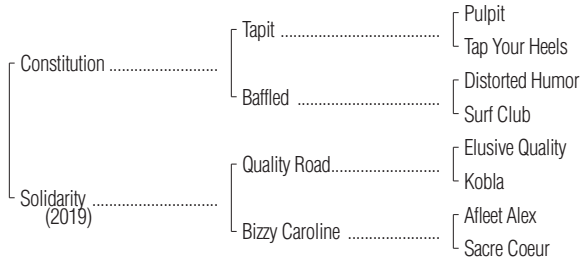 Pulpit
Tapit ........................................
Tap Your Heels
Constitution ...........................
Distorted Humor
Baffled ....................................
Surf Club
Elusive Quality
Quality Road...........................
Kobla
Solidarity ...............................
(2019)
Afleet Alex
Bizzy Caroline .......................
Sacre Coeur